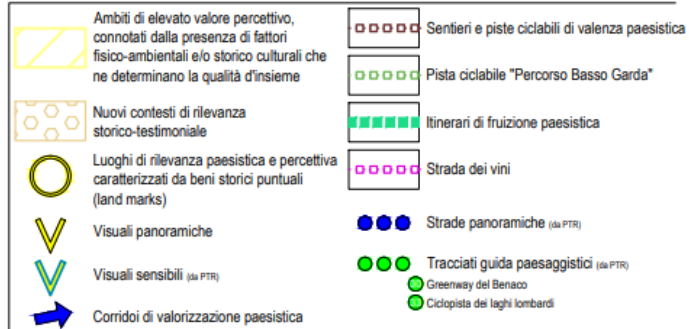 Ambiti di elevato valore percettivo,
connotati dalla presenza di fattori
fisico-ambientali e/o storico culturali che
ne determinano la qualità d'insieme
Nuovi contesti di rilevanza
storico-testimoniale
Luoghi di rilevanza paesistica e percettiva
caratterizzati da beni storici puntuali
(land marks)
Visuali panoramiche
Visuali sensibili (da PTR)
Corridoi di valorizzazione paesistica
Sentieri e piste ciclabili di valenza paesistica
Pista ciclabile "Percorso Basso Garda"
Itinerari di fruizione paesistica
Strada dei vini
Strade panoramiche (da PTR)
Tracciati guida paesaggistici (da PTR)
Greenway del Benaco
Ciclopista dei laghi lombardi